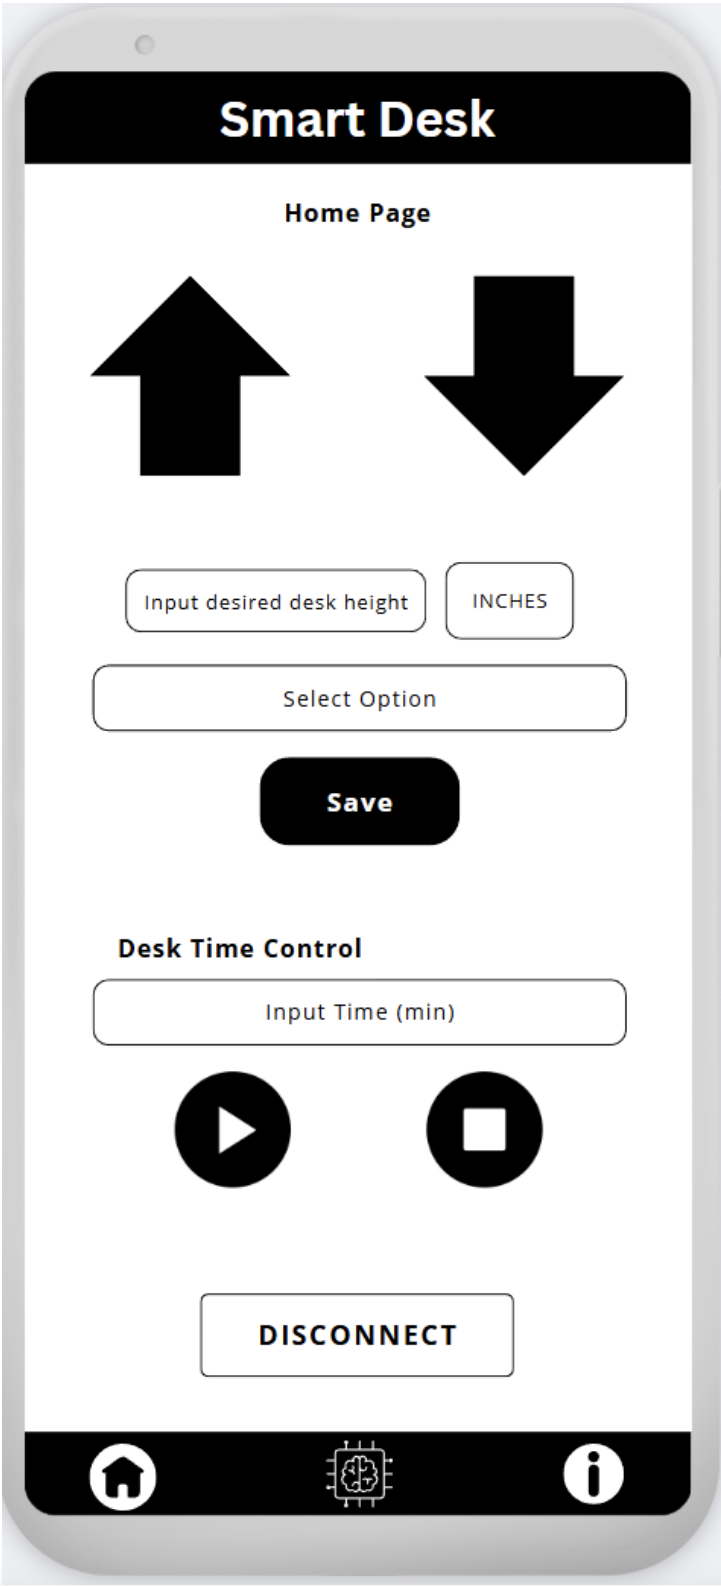 Smart Desk
Home Page
Input desired desk height
INCHES
Select Option
Save
Desk Time Control
Input Time (min)
DISCONNECT